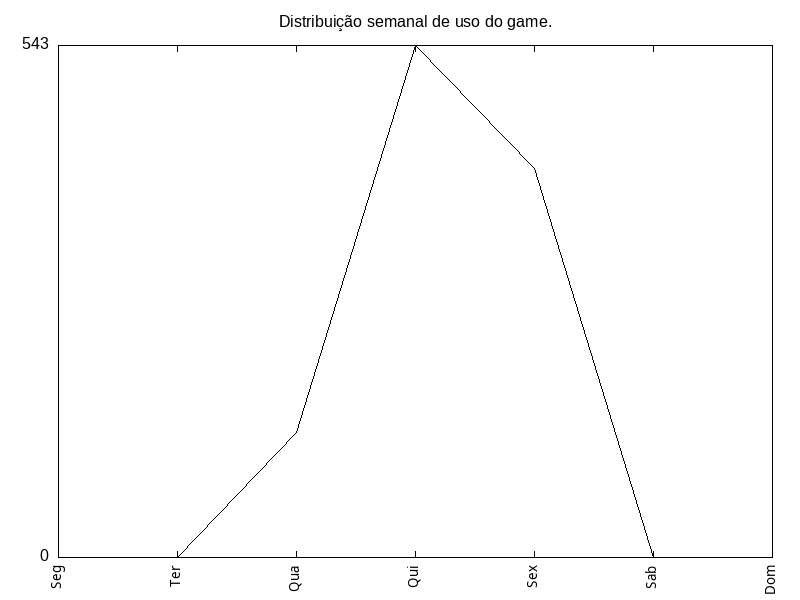 Distribuição semanal de uso do game.
543
0
Seg
Ter
Qua
Qui
Sex
Sab
Dom